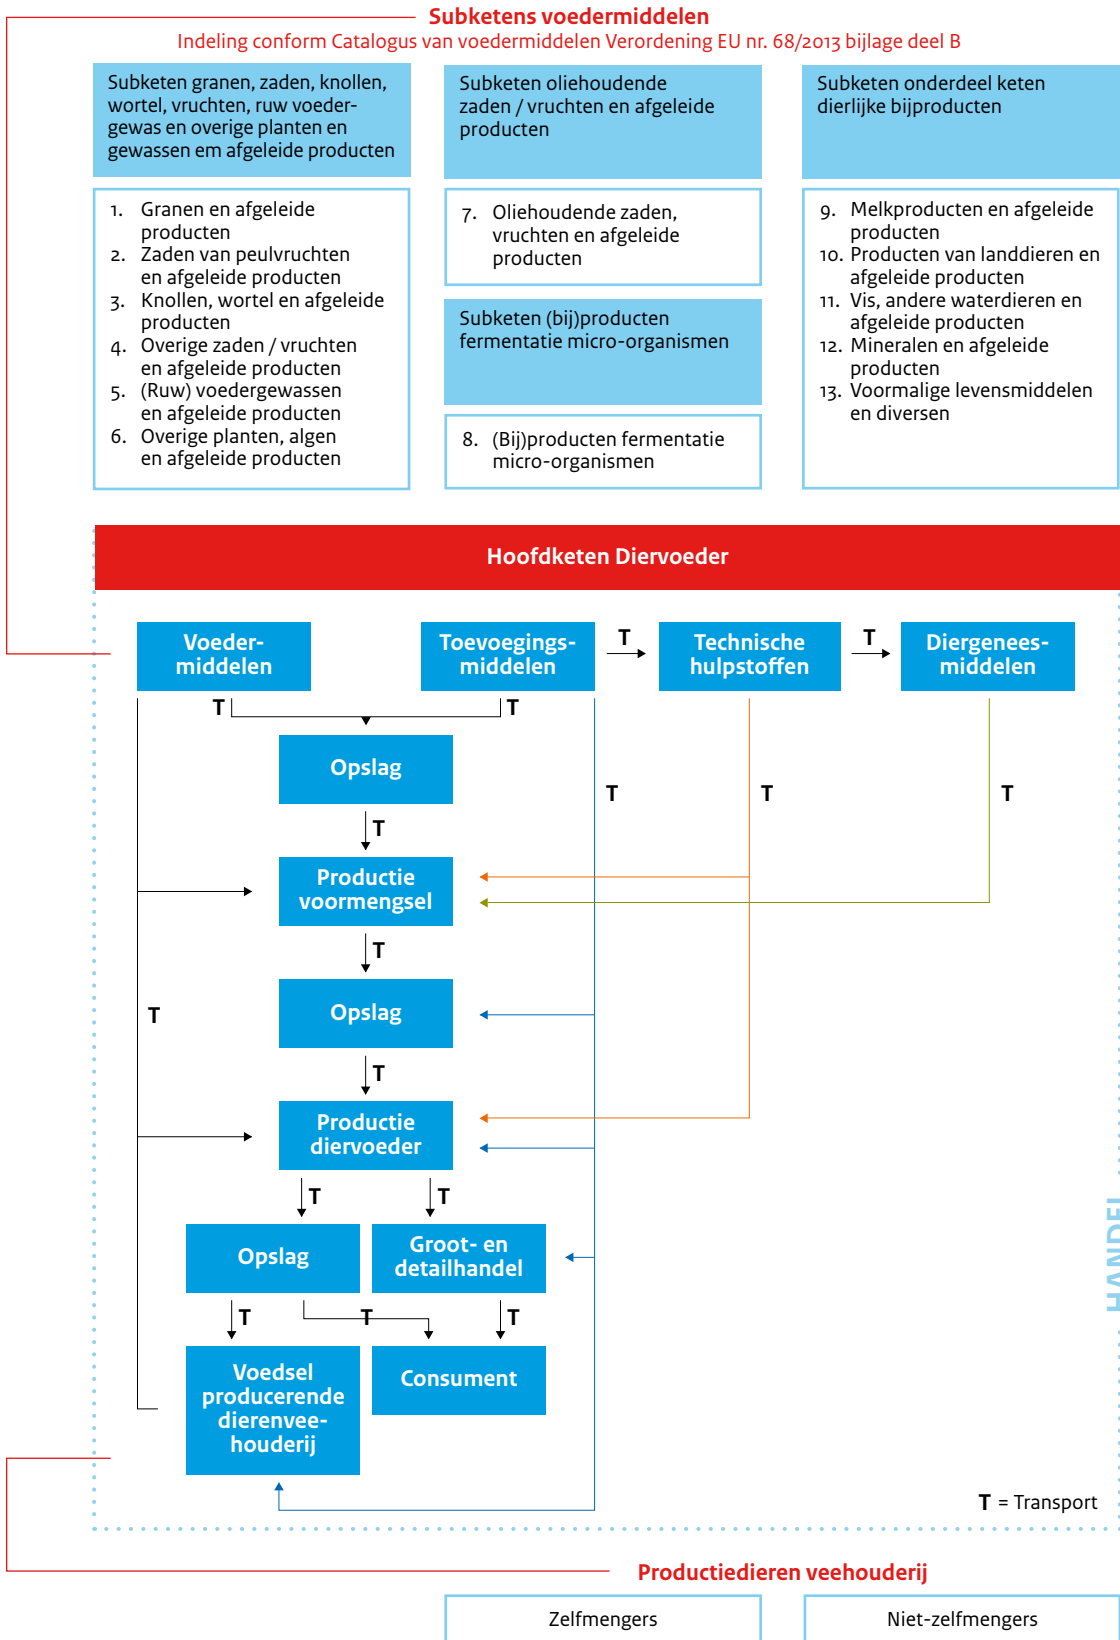 Subketens voedermiddelen
Indeling conform Catalogus van voedermiddelen Verordening EU nr. 68/2013 bijlage deel B
Subketen granen, zaden, knollen,
wortel, vruchten, ruw voeder-
gewas en overige planten en
gewassen em afgeleide producten
1. Granen en afgeleide
producten
2. Zaden van peulvruchten
en afgeleide producten
3. Knollen, wortel en afgeleide
producten
4. Overige zaden / vruchten
en afgeleide producten
5. (Ruw) voedergewassen
en afgeleide producten
6. Overige planten, algen
en afgeleide producten
Subketen oliehoudende
zaden / vruchten en afgeleide
producten
7. Oliehoudende zaden,
vruchten en afgeleide
producten
Subketen (bij)producten
fermentatie micro-organismen
8. (Bij)producten fermentatie
micro-organismen
Subketen onderdeel keten
dierlijke bijproducten
9. Melkproducten en afgeleide
producten
10. Producten van landdieren en
afgeleide producten
11. Vis, andere waterdieren en
afgeleide producten
12. Mineralen en afgeleide
producten
13. Voormalige levensmiddelen
en diversen
Hoofdketen Diervoeder
Voeder-
middelen
Toevoegings-
middelen
T
Technische
hulpstoffen
T
Diergenees-
middelen
T
T
Opslag
T
T
T
T
Productie
voormengsel
T
Opslag
T
T
Productie
diervoeder
T
T
Opslag
Groot- en
detailhandel
T
T
T
Voedsel
producerende
dierenvee-
houderij
Consument
HANDEL
T = Transport
Productiedieren veehouderij
Zelfmengers
Niet-zelfmengers